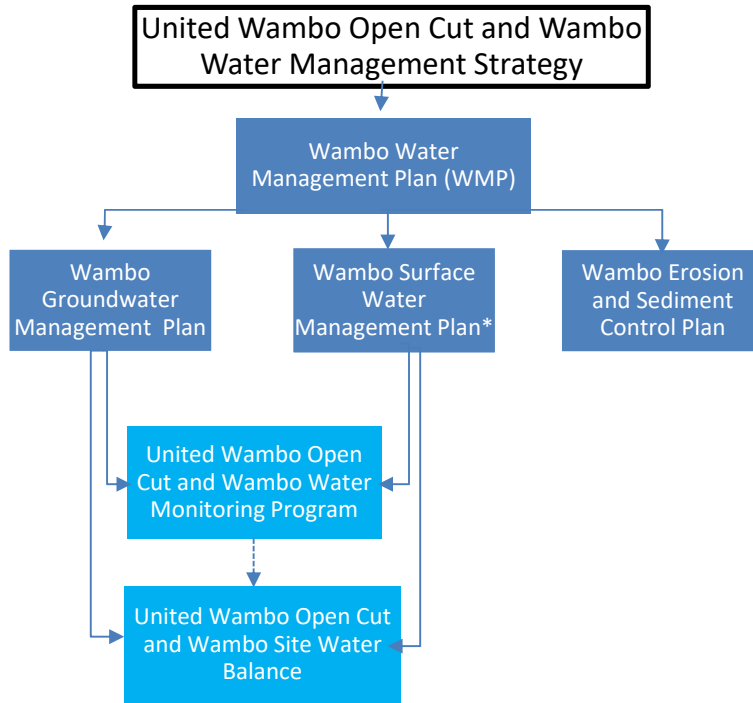 United Wambo Open Cut and Wambo
Water Management Strategy
Wambo Water
Management Plan (WMP)
Wambo
Groundwater
Management Plan
Wambo Surface
Water
Management Plan*
Wambo Erosion
and Sediment
Control Plan
United Wambo Open
Cut and Wambo Water
Monitoring Program
United Wambo Open Cut
and Wambo Site Water
Balance